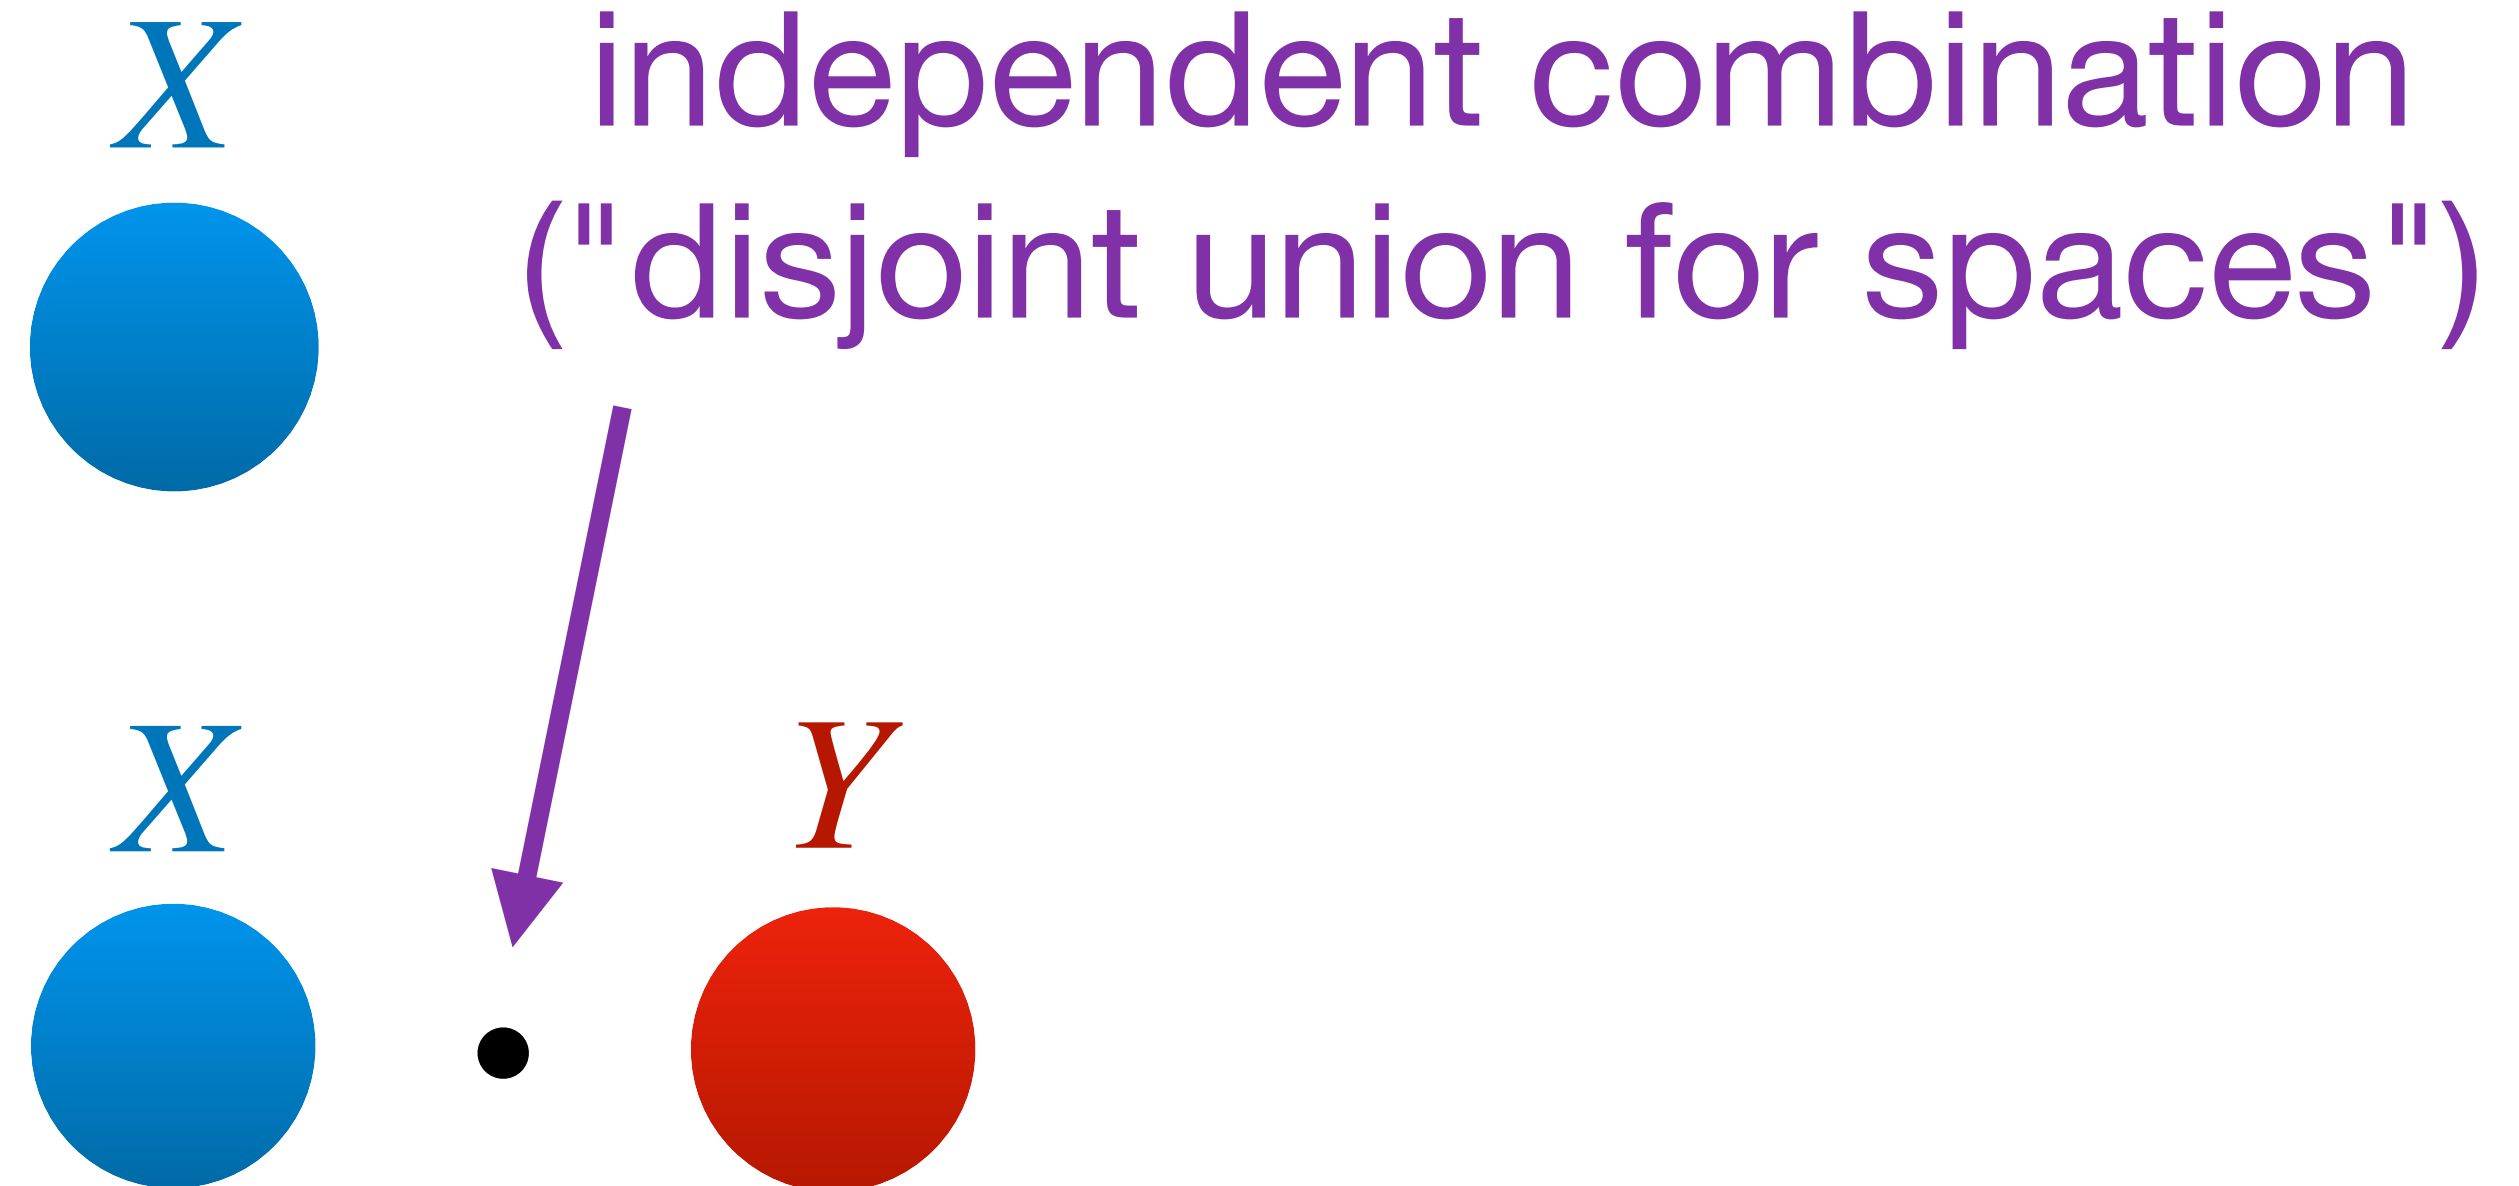 X
independent combination
("disjoint union for spaces")
X
Y